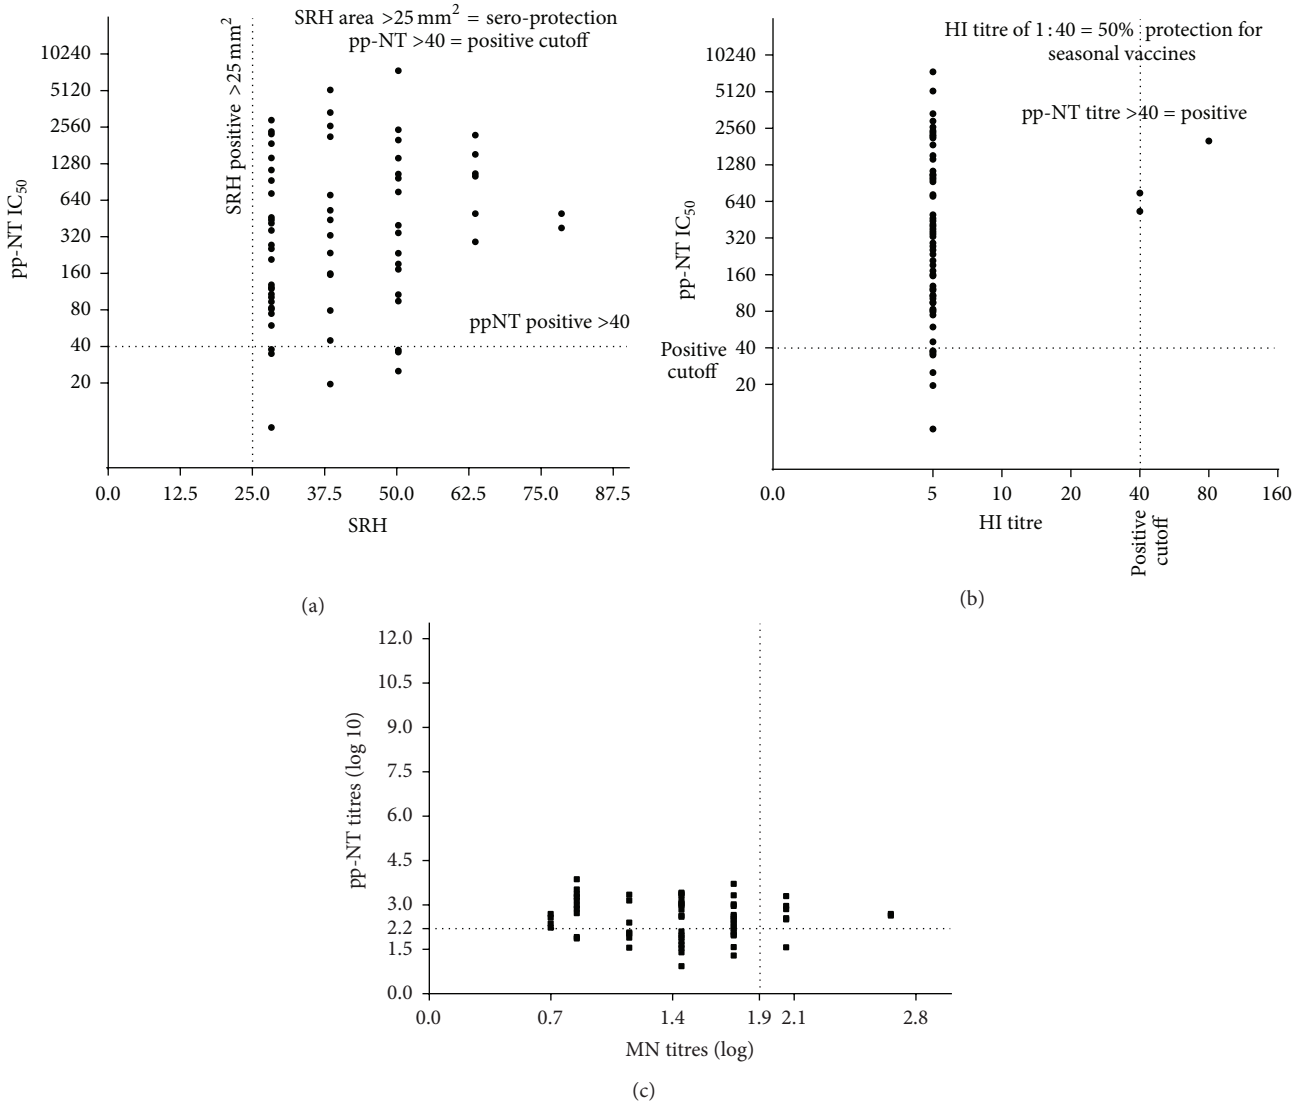 SRH area >25 mm² = sero-protection
pp-NT >40 = positive cutoff
SRH positive >25 mm²
10240
5120
2560
1280
640
320
160
80
40
20
pp-NT IC₅₀
ppNT positive >40
0.0 12.5 25.0 37.5 50.0 62.5 75.0 87.5
SRH
(a)
HI titre of 1:40 = 50% protection for
seasonal vaccines
pp-NT titre >40 = positive
10240
5120
2560
1280
640
320
160
80
40
20
pp-NT IC₅₀
Positive
cutoff
0.0 5 10 20 40 80 160
HI titre
Positive
cutoff
(b)
12.0
10.5
9.0
7.5
6.0
4.5
3.0
2.2
1.5
0.0
pp-NT titres (log 10)
0.0 0.7 1.4 1.9 2.1 2.8
MN titres (log)
(c)